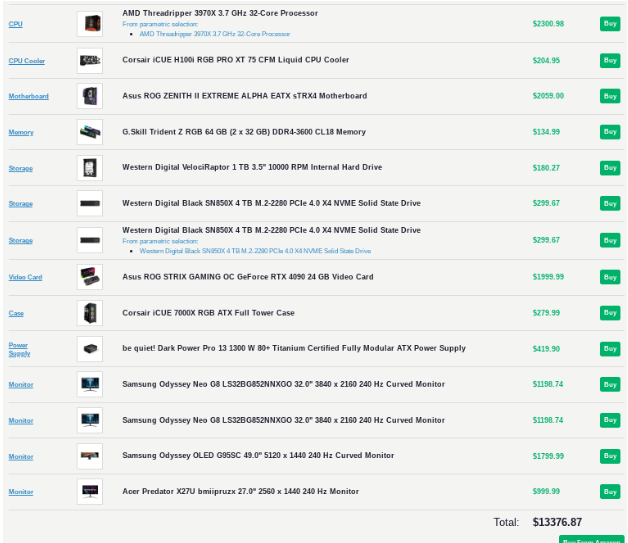 CPU
AMD Threadripper 3970X 3.7 GHz 32-Core Processor
From parametric selection:
AMD Threadripper 3970X 3.7 GHz 32-Core Processor
$2300.98
Buy
CPU Cooler
Corsair iCUE H100i RGB PRO XT 75 CFM Liquid CPU Cooler
$204.95
Buy
Motherboard
Asus ROG ZENITH II EXTREME ALPHA EATX sTRX4 Motherboard
$2059.00
Buy
Memory
G.Skill Trident Z RGB 64 GB (2 x 32 GB) DDR4-3600 CL18 Memory
$134.99
Buy
Storage
Western Digital VelociRaptor 1 TB 3.5" 10000 RPM Internal Hard Drive
$180.27
Buy
Storage
Western Digital Black SN850X 4 TB M.2-2280 PCIe 4.0 X4 NVME Solid State Drive
$299.67
Buy
Storage
Western Digital Black SN850X 4 TB M.2-2280 PCIe 4.0 X4 NVME Solid State Drive
From parametric selection:
Western Digital Black SN850X 4 TB M.2-2280 PCIe 4.0 X4 NVME Solid State Drive
$299.67
Buy
Video Card
Asus ROG STRIX GAMING OC GeForce RTX 4090 24 GB Video Card
$1999.99
Buy
Case
Corsair iCUE 7000X RGB ATX Full Tower Case
$279.99
Buy
Power
Supply
be quiet! Dark Power Pro 13 1300 W 80+ Titanium Certified Fully Modular ATX Power Supply
$419.90
Buy
Monitor
Samsung Odyssey Neo G8 LS32BG852NNXGO 32.0" 3840 x 2160 240 Hz Curved Monitor
$1198.74
Buy
Monitor
Samsung Odyssey Neo G8 LS32BG852NNXGO 32.0" 3840 x 2160 240 Hz Curved Monitor
$1198.74
Buy
Monitor
Samsung Odyssey OLED G95SC 49.0" 5120 x 1440 240 Hz Curved Monitor
$1799.99
Buy
Monitor
Acer Predator X27U bmiipruzx 27.0" 2560 x 1440 240 Hz Monitor
$999.99
Buy
Total: $13376.87
Buy From Amazon